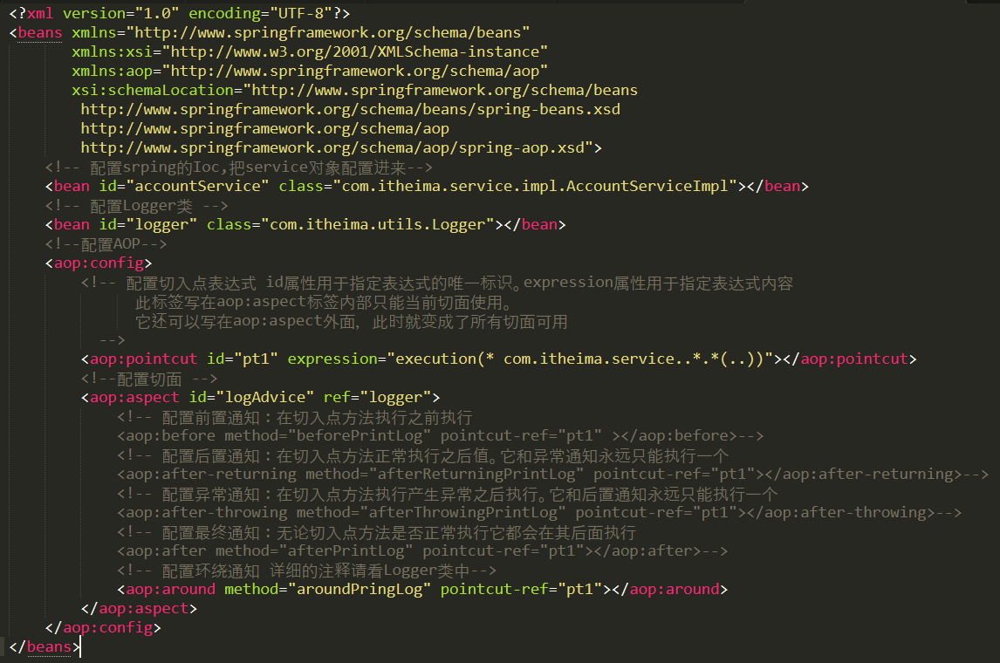 <?xml version="1.0" encoding="UTF-8"?>
<beans xmlns="http://www.springframework.org/schema/beans"
xmlns:xsi="http://www.w3.org/2001/XMLSchema-instance"
xmlns:aop="http://www.springframework.org/schema/aop"
xsi:schemaLocation="http://www.springframework.org/schema/beans
http://www.springframework.org/schema/beans/spring-beans.xsd
http://www.springframework.org/schema/aop
http://www.springframework.org/schema/aop/spring-aop.xsd">
<!-- 配置srping的Ioc,把service对象配置进来-->
<bean id="accountService" class="com.itheima.service.impl.AccountServiceImpl"></bean>
<!-- 配置Logger类 -->
<bean id="logger" class="com.itheima.utils.Logger"></bean>
<!--配置AOP-->
<aop:config>
<!-- 配置切入点表达式 id属性用于指定表达式的唯一标识。expression属性用于指定表达式内容
此标签写在aop:aspect标签内部只能当前切面使用。
它还可以写在aop:aspect外面，此时就变成了所有切面可用
-->
<aop:pointcut id="pt1" expression="execution(* com.itheima.service..*.*(..))"></aop:pointcut>
<!--配置切面 -->
<aop:aspect id="logAdvice" ref="logger">
<!-- 配置前置通知：在切入点方法执行之前执行
<aop:before method="beforePrintLog" pointcut-ref="pt1" ></aop:before>-->
<!-- 配置后置通知：在切入点方法正常执行之后值。它和异常通知永远只能执行一个
<aop:after-returning method="afterReturningPrintLog" pointcut-ref="pt1"></aop:after-returning>-->
<!-- 配置异常通知：在切入点方法执行产生异常之后执行。它和后置通知永远只能执行一个
<aop:after-throwing method="afterThrowingPrintLog" pointcut-ref="pt1"></aop:after-throwing>-->
<!-- 配置最终通知：无论切入点方法是否正常执行它都会在其后面执行
<aop:after method="afterPrintLog" pointcut-ref="pt1"></aop:after>-->
<!-- 配置环绕通知 详细的注释请看Logger类中-->
<aop:around method="aroundPringLog" pointcut-ref="pt1"></aop:around>
</aop:aspect>
</aop:config>
</beans>